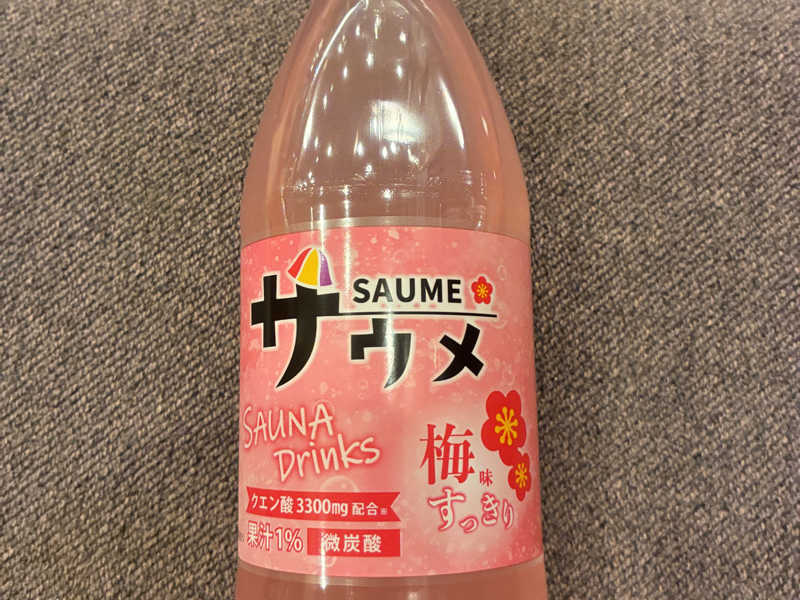 SAUME
サウメ
SAUNA
Drinks
梅味
すっきり
クエン酸3300mg配合※
果汁1%
微炭酸